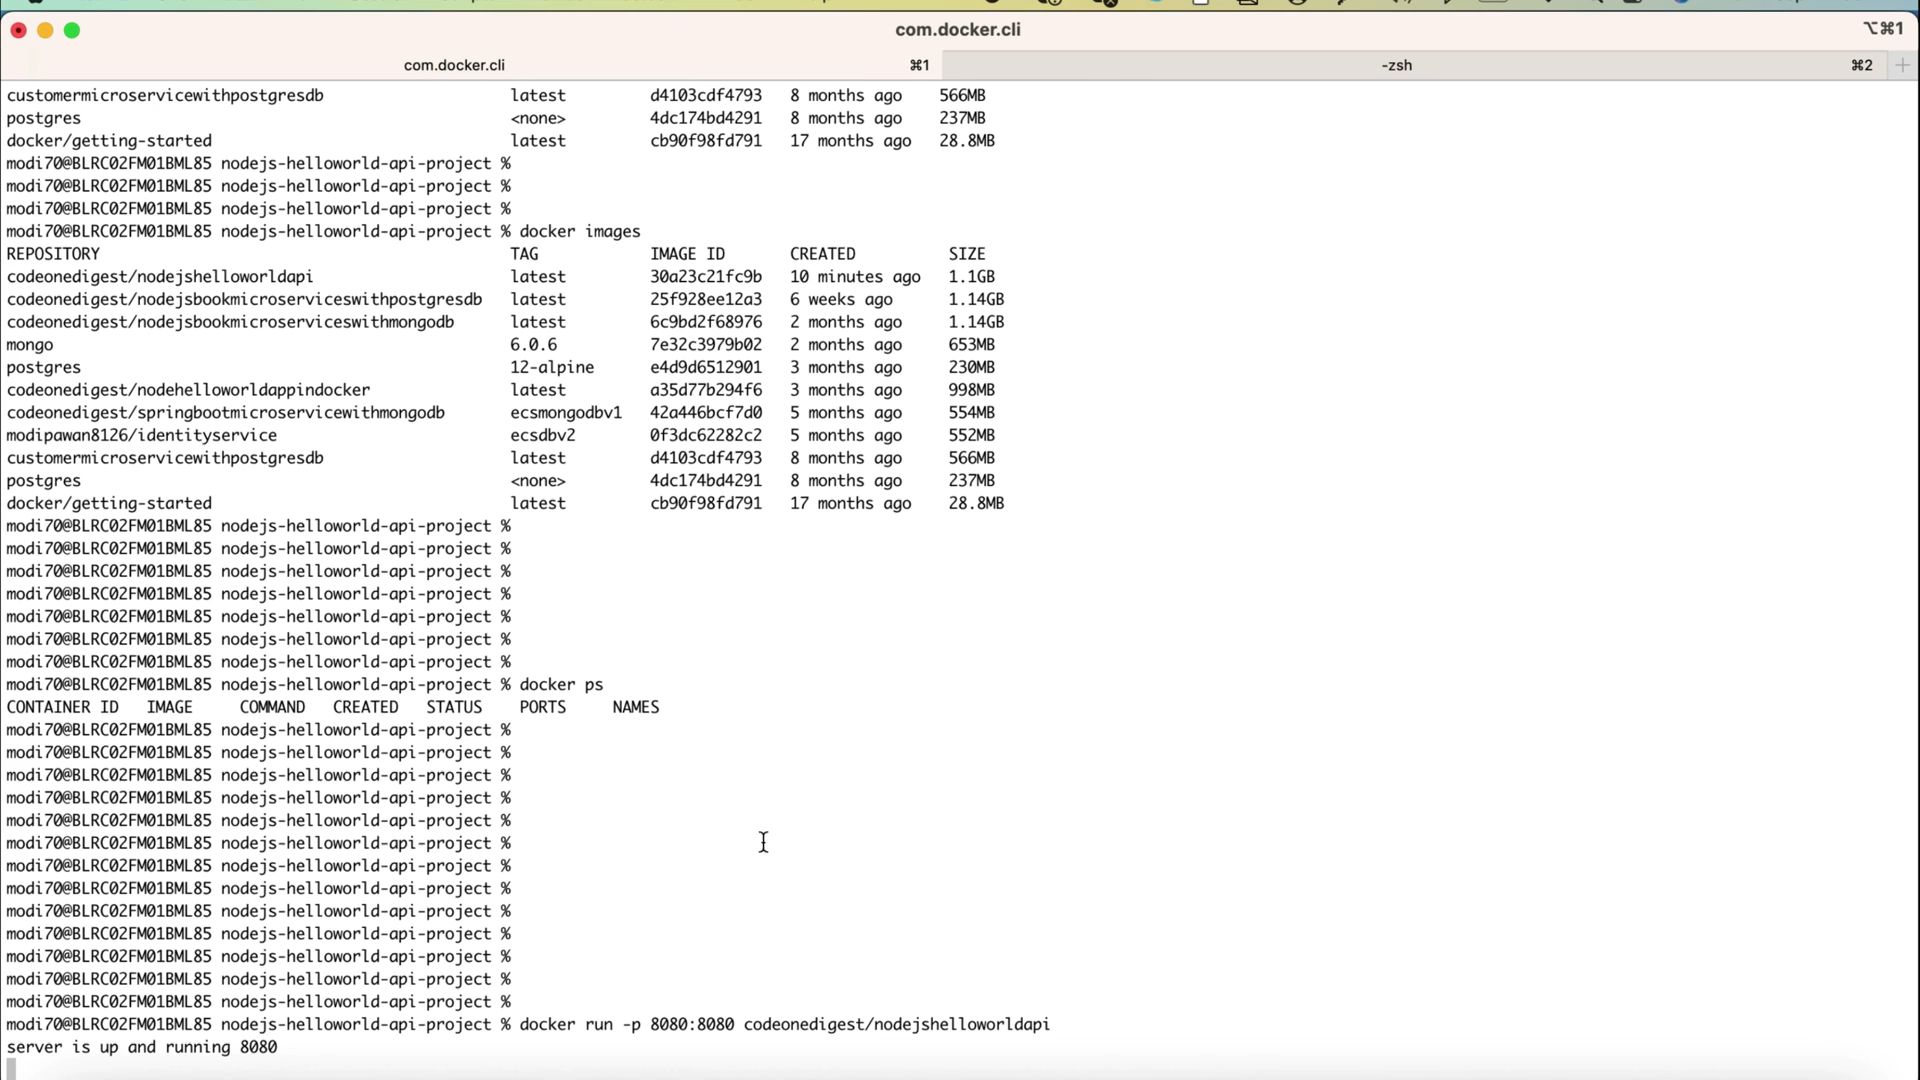 com.docker.cli
⌥⌘1
com.docker.cli ⌘1 -zsh ⌘2 +
customermicroservicewithpostgresdb latest d4103cdf4793 8 months ago 566MB
postgres <none> 4dc174bd4291 8 months ago 237MB
docker/getting-started latest cb90f98fd791 17 months ago 28.8MB
modi70@BLRC02FM01BML85 nodejs-helloworld-api-project %
modi70@BLRC02FM01BML85 nodejs-helloworld-api-project %
modi70@BLRC02FM01BML85 nodejs-helloworld-api-project %
modi70@BLRC02FM01BML85 nodejs-helloworld-api-project % docker images
REPOSITORY TAG IMAGE ID CREATED SIZE
codeonedigest/nodejshelloworldapi latest 30a23c21fc9b 10 minutes ago 1.1GB
codeonedigest/nodejsbookmicroserviceswithpostgresdb latest 25f928ee12a3 6 weeks ago 1.14GB
codeonedigest/nodejsbookmicroserviceswithmongodb latest 6c9bd2f68976 2 months ago 1.14GB
mongo 6.0.6 7e32c3979b02 2 months ago 653MB
postgres 12-alpine e4d9d6512901 3 months ago 230MB
codeonedigest/nodehelloworldappindocker latest a35d77b294f6 3 months ago 998MB
codeonedigest/springbootmicroservicewithmongodb ecsmongodbv1 42a446bcf7d0 5 months ago 554MB
modipawan8126/identityservice ecsdbv2 0f3dc62282c2 5 months ago 552MB
customermicroservicewithpostgresdb latest d4103cdf4793 8 months ago 566MB
postgres <none> 4dc174bd4291 8 months ago 237MB
docker/getting-started latest cb90f98fd791 17 months ago 28.8MB
modi70@BLRC02FM01BML85 nodejs-helloworld-api-project %
modi70@BLRC02FM01BML85 nodejs-helloworld-api-project %
modi70@BLRC02FM01BML85 nodejs-helloworld-api-project %
modi70@BLRC02FM01BML85 nodejs-helloworld-api-project %
modi70@BLRC02FM01BML85 nodejs-helloworld-api-project %
modi70@BLRC02FM01BML85 nodejs-helloworld-api-project %
modi70@BLRC02FM01BML85 nodejs-helloworld-api-project %
modi70@BLRC02FM01BML85 nodejs-helloworld-api-project % docker ps
CONTAINER ID IMAGE COMMAND CREATED STATUS PORTS NAMES
modi70@BLRC02FM01BML85 nodejs-helloworld-api-project %
modi70@BLRC02FM01BML85 nodejs-helloworld-api-project %
modi70@BLRC02FM01BML85 nodejs-helloworld-api-project %
modi70@BLRC02FM01BML85 nodejs-helloworld-api-project %
modi70@BLRC02FM01BML85 nodejs-helloworld-api-project %
modi70@BLRC02FM01BML85 nodejs-helloworld-api-project %
modi70@BLRC02FM01BML85 nodejs-helloworld-api-project %
modi70@BLRC02FM01BML85 nodejs-helloworld-api-project %
modi70@BLRC02FM01BML85 nodejs-helloworld-api-project %
modi70@BLRC02FM01BML85 nodejs-helloworld-api-project %
modi70@BLRC02FM01BML85 nodejs-helloworld-api-project %
modi70@BLRC02FM01BML85 nodejs-helloworld-api-project %
modi70@BLRC02FM01BML85 nodejs-helloworld-api-project %
modi70@BLRC02FM01BML85 nodejs-helloworld-api-project % docker run -p 8080:8080 codeonedigest/nodejshelloworldapi
server is up and running 8080